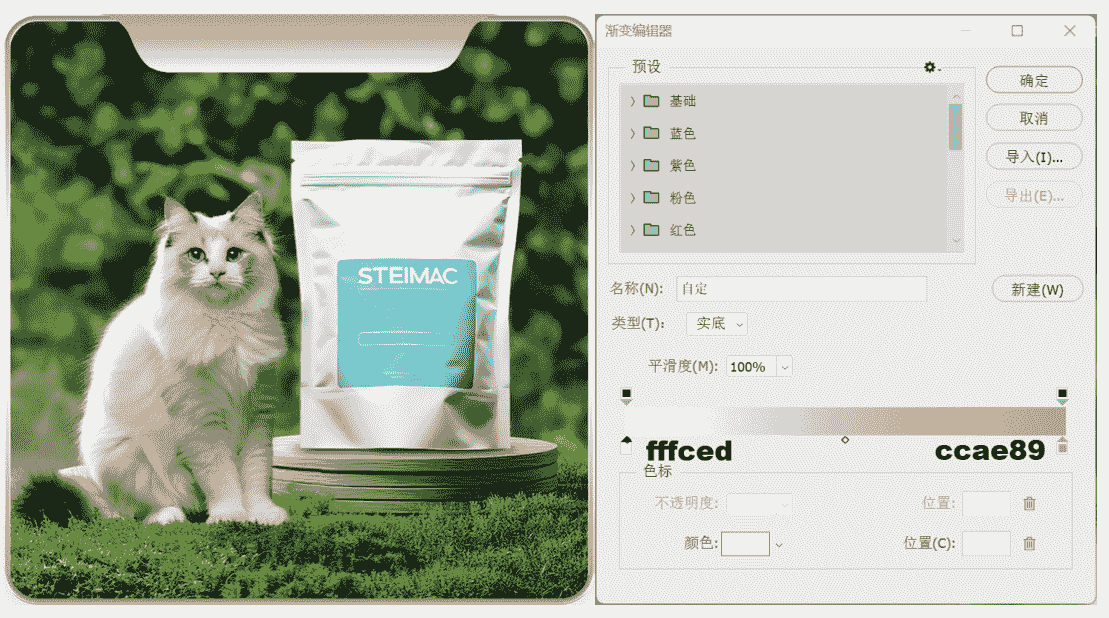 STEIMAC
渐变编辑器
预设
基础
蓝色
紫色
粉色
红色
确定
取消
导入(I)...
导出(E)...
名称(N): 自定
新建(W)
类型(T): 实底
平滑度(M): 100%
fffced
ccae89
色标
不透明度:
位置:
颜色:
位置(C):